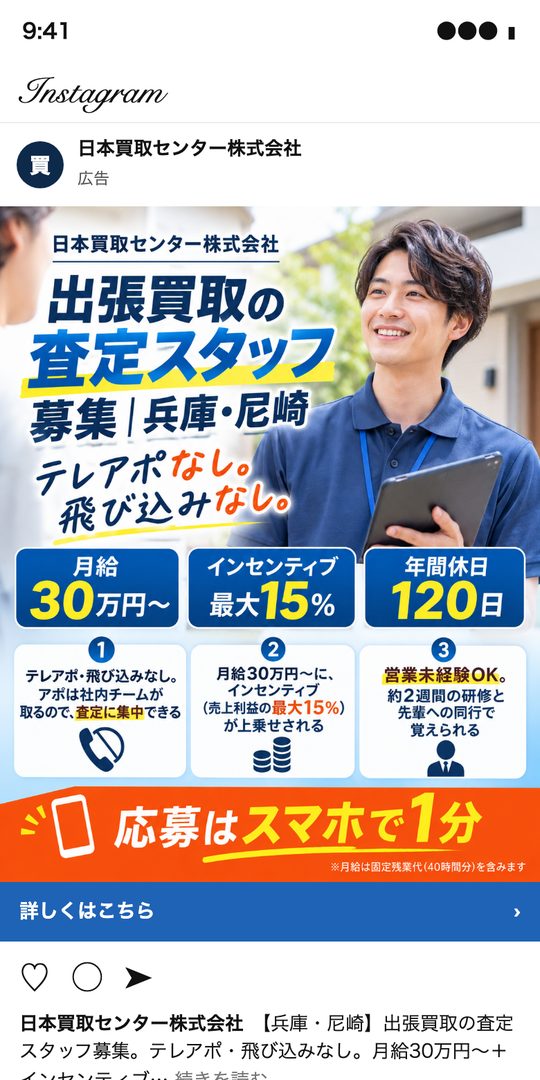 9:41
Instagram
買
日本買取センター株式会社
広告
日本買取センター株式会社
出張買取の
査定スタッフ
募集|兵庫・尼崎
テレアポなし。
飛び込みなし。
月給
30万円〜
インセンティブ
最大15%
年間休日
120日
1
テレアポ・飛び込みなし。
アポは社内チームが
取るので、査定に集中できる
2
月給30万円〜に、
インセンティブ
(売上利益の最大15%)
が上乗せされる
3
営業未経験OK。
約2週間の研修と
先輩への同行で
覚えられる
応募はスマホで1分
※月給は固定残業代(40時間分)を含みます
詳しくはこちら ›
日本買取センター株式会社 【兵庫・尼崎】出張買取の査定
スタッフ募集。テレアポ・飛び込みなし。月給30万円〜＋
インセンティブ… 続きを読む